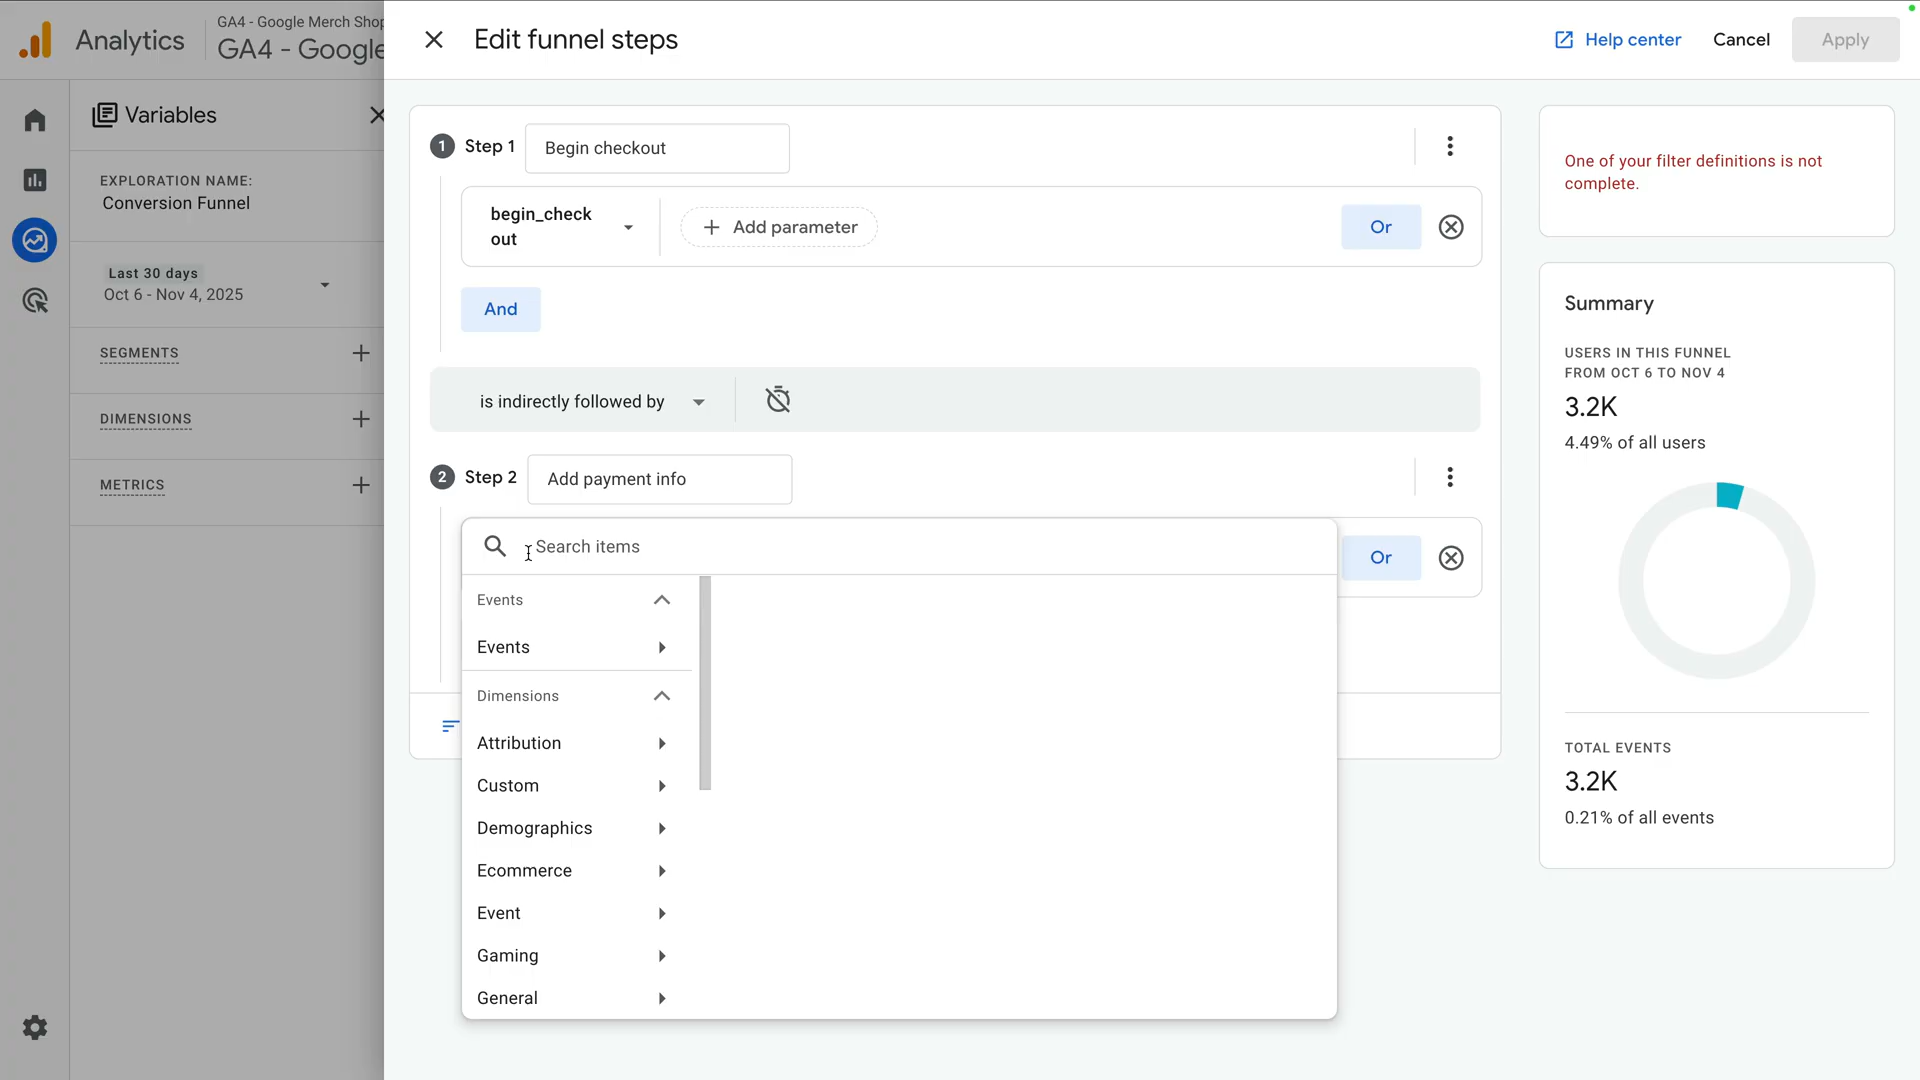 Analytics
GA4 - Google Merch Shop
GA4 - Google
Edit funnel steps
Help center
Cancel
Apply
Variables
EXPLORATION NAME:
Conversion Funnel
Last 30 days
Oct 6 - Nov 4, 2025
SEGMENTS
DIMENSIONS
METRICS
1 Step 1
Begin checkout
begin_check
out
Add parameter
Or
And
is indirectly followed by
2 Step 2
Add payment info
Search items
Or
Events
Events
Dimensions
Attribution
Custom
Demographics
Ecommerce
Event
Gaming
General
One of your filter definitions is not
complete.
Summary
USERS IN THIS FUNNEL
FROM OCT 6 TO NOV 4
3.2K
4.49% of all users
TOTAL EVENTS
3.2K
0.21% of all events